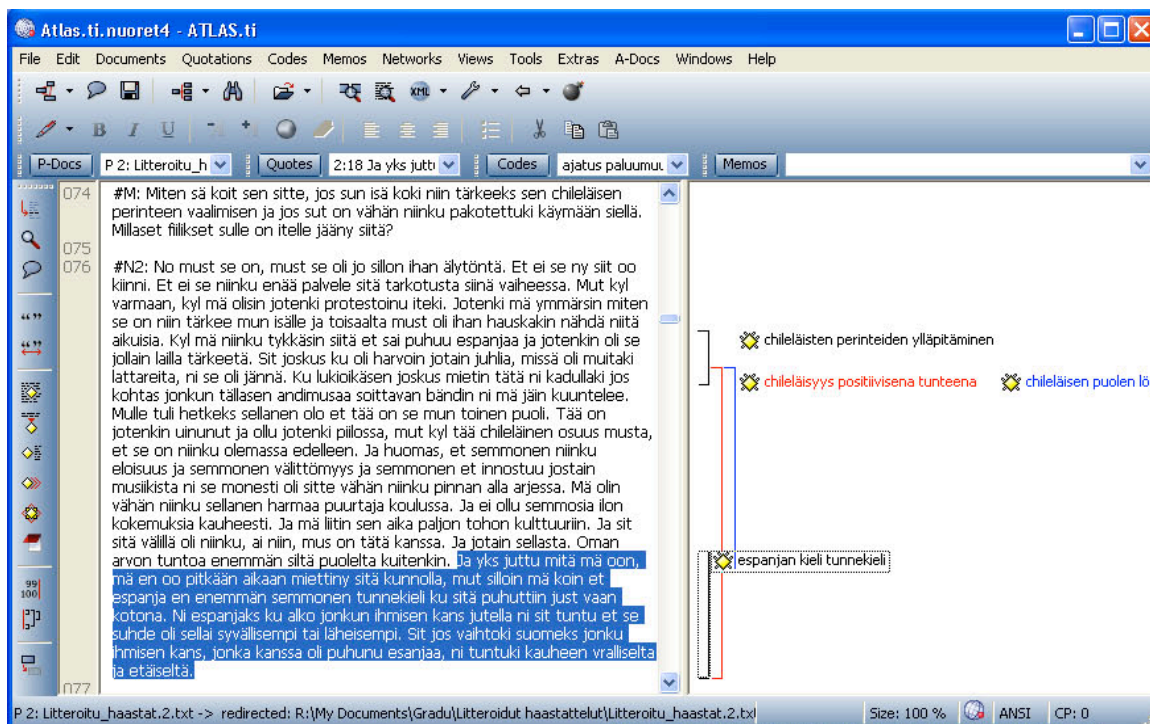 Atlas.ti.nuoret4 - ATLAS.ti
File Edit Documents Quotations Codes Memos Networks Views Tools Extras A-Docs Windows Help
XML
B I U
P-Docs P 2: Litteroitu_h Quotes 2:18 Ja yks jutti Codes ajatus paluumuu Memos
074 #M: Miten sä koit sen sitte, jos sun isä koki niin tärkeeks sen chileläisen
perinteen vaalimisen ja jos sut on vähän niinku pakotettuki käymään siellä.
Millaset fiilikset sulle on itelle jääny siitä?
075
076 #N2: No must se on, must se oli jo sillon ihan älytöntä. Et ei se ny siit oo
kiinni. Et ei se niinku enää palvele sitä tarkotusta siinä vaiheessa. Mut kyl
varmaan, kyl mä olisin jotenki protestoinu iteki. Jotenki mä ymmärsin miten
se on niin tärkee mun isälle ja toisaalta must oli ihan hauskakin nähdä niitä
aikuisia. Kyl mä niinku tykkäsin siitä et sai puhuu espanjaa ja jotenkin oli se
jollain lailla tärkeetä. Sit joskus ku oli harvoin jotain juhlia, missä oli muitaki
lattareita, ni se oli jännä. Ku lukioikäsen joskus mietin tätä ni kadullaki jos
kohtas jonkun tällasen andimusaa soittavan bändin ni mä jäin kuuntelee.
Mulle tuli hetkeks sellanen olo et tää on se mun toinen puoli. Tää on
jotenkin uinunut ja ollu jotenki piilossa, mut kyl tää chileläinen osuus musta,
et se on niinku olemassa edelleen. Ja huomas, et semmonen niinku
eloisuus ja semmonen välittömyys ja semmonen et innostuu jostain
musiikista ni se monesti oli sitte vähän niinku pinnan alla arjessa. Mä olin
vähän niinku sellanen harmaa puurtaja koulussa. Ja ei ollu semmosia ilon
kokemuksia kauheesti. Ja mä liitin sen aika paljon tohon kulttuuriin. Ja sit
sitä välillä oli niinku, ai niin, mus on tätä kanssa. Ja jotain sellasta. Oman
arvon tuntoa enemmän siltä puolelta kuitenkin. Ja yks juttu mitä mä oon,
mä en oo pitkään aikaan miettiny sitä kunnolla, mut silloin mä koin et
espanja en enemmän semmonen tunnekieli ku sitä puhuttiin just vaan
kotona. Ni espanjaks ku alko jonkun ihmisen kans jutella ni sit tuntu et se
suhde oli sellai syvällisempi tai läheisempi. Sit jos vaihtoki suomeks jonku
ihmisen kans, jonka kanssa oli puhunu esanjaa, ni tuntuki kauheen vralliselta
ja etäiseltä.
077
chileläisten perinteiden ylläpitäminen
chileläisyys positiivisena tunteena chileläisen puolen lö
espanjan kieli tunnekieli
P 2: Litteroitu_haastat.2.txt -> redirected: R:\My Documents\Gradu\Litteroidut haastattelut\Litteroitu_haastat.2.txt Size: 100 % ANSI CP: 0